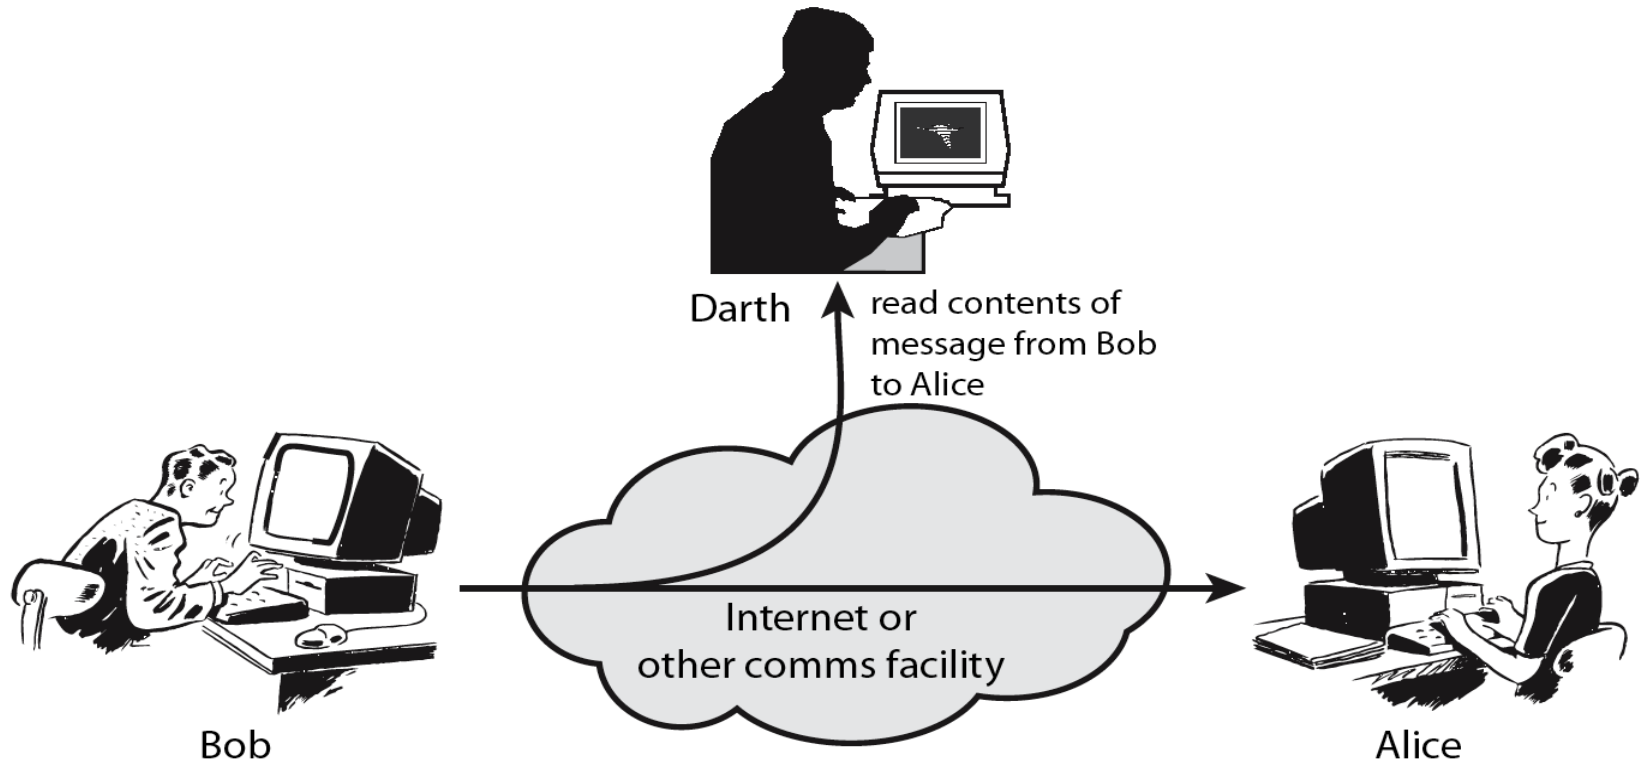 Darth
read contents of
message from Bob
to Alice
Internet or
other comms facility
Bob
Alice